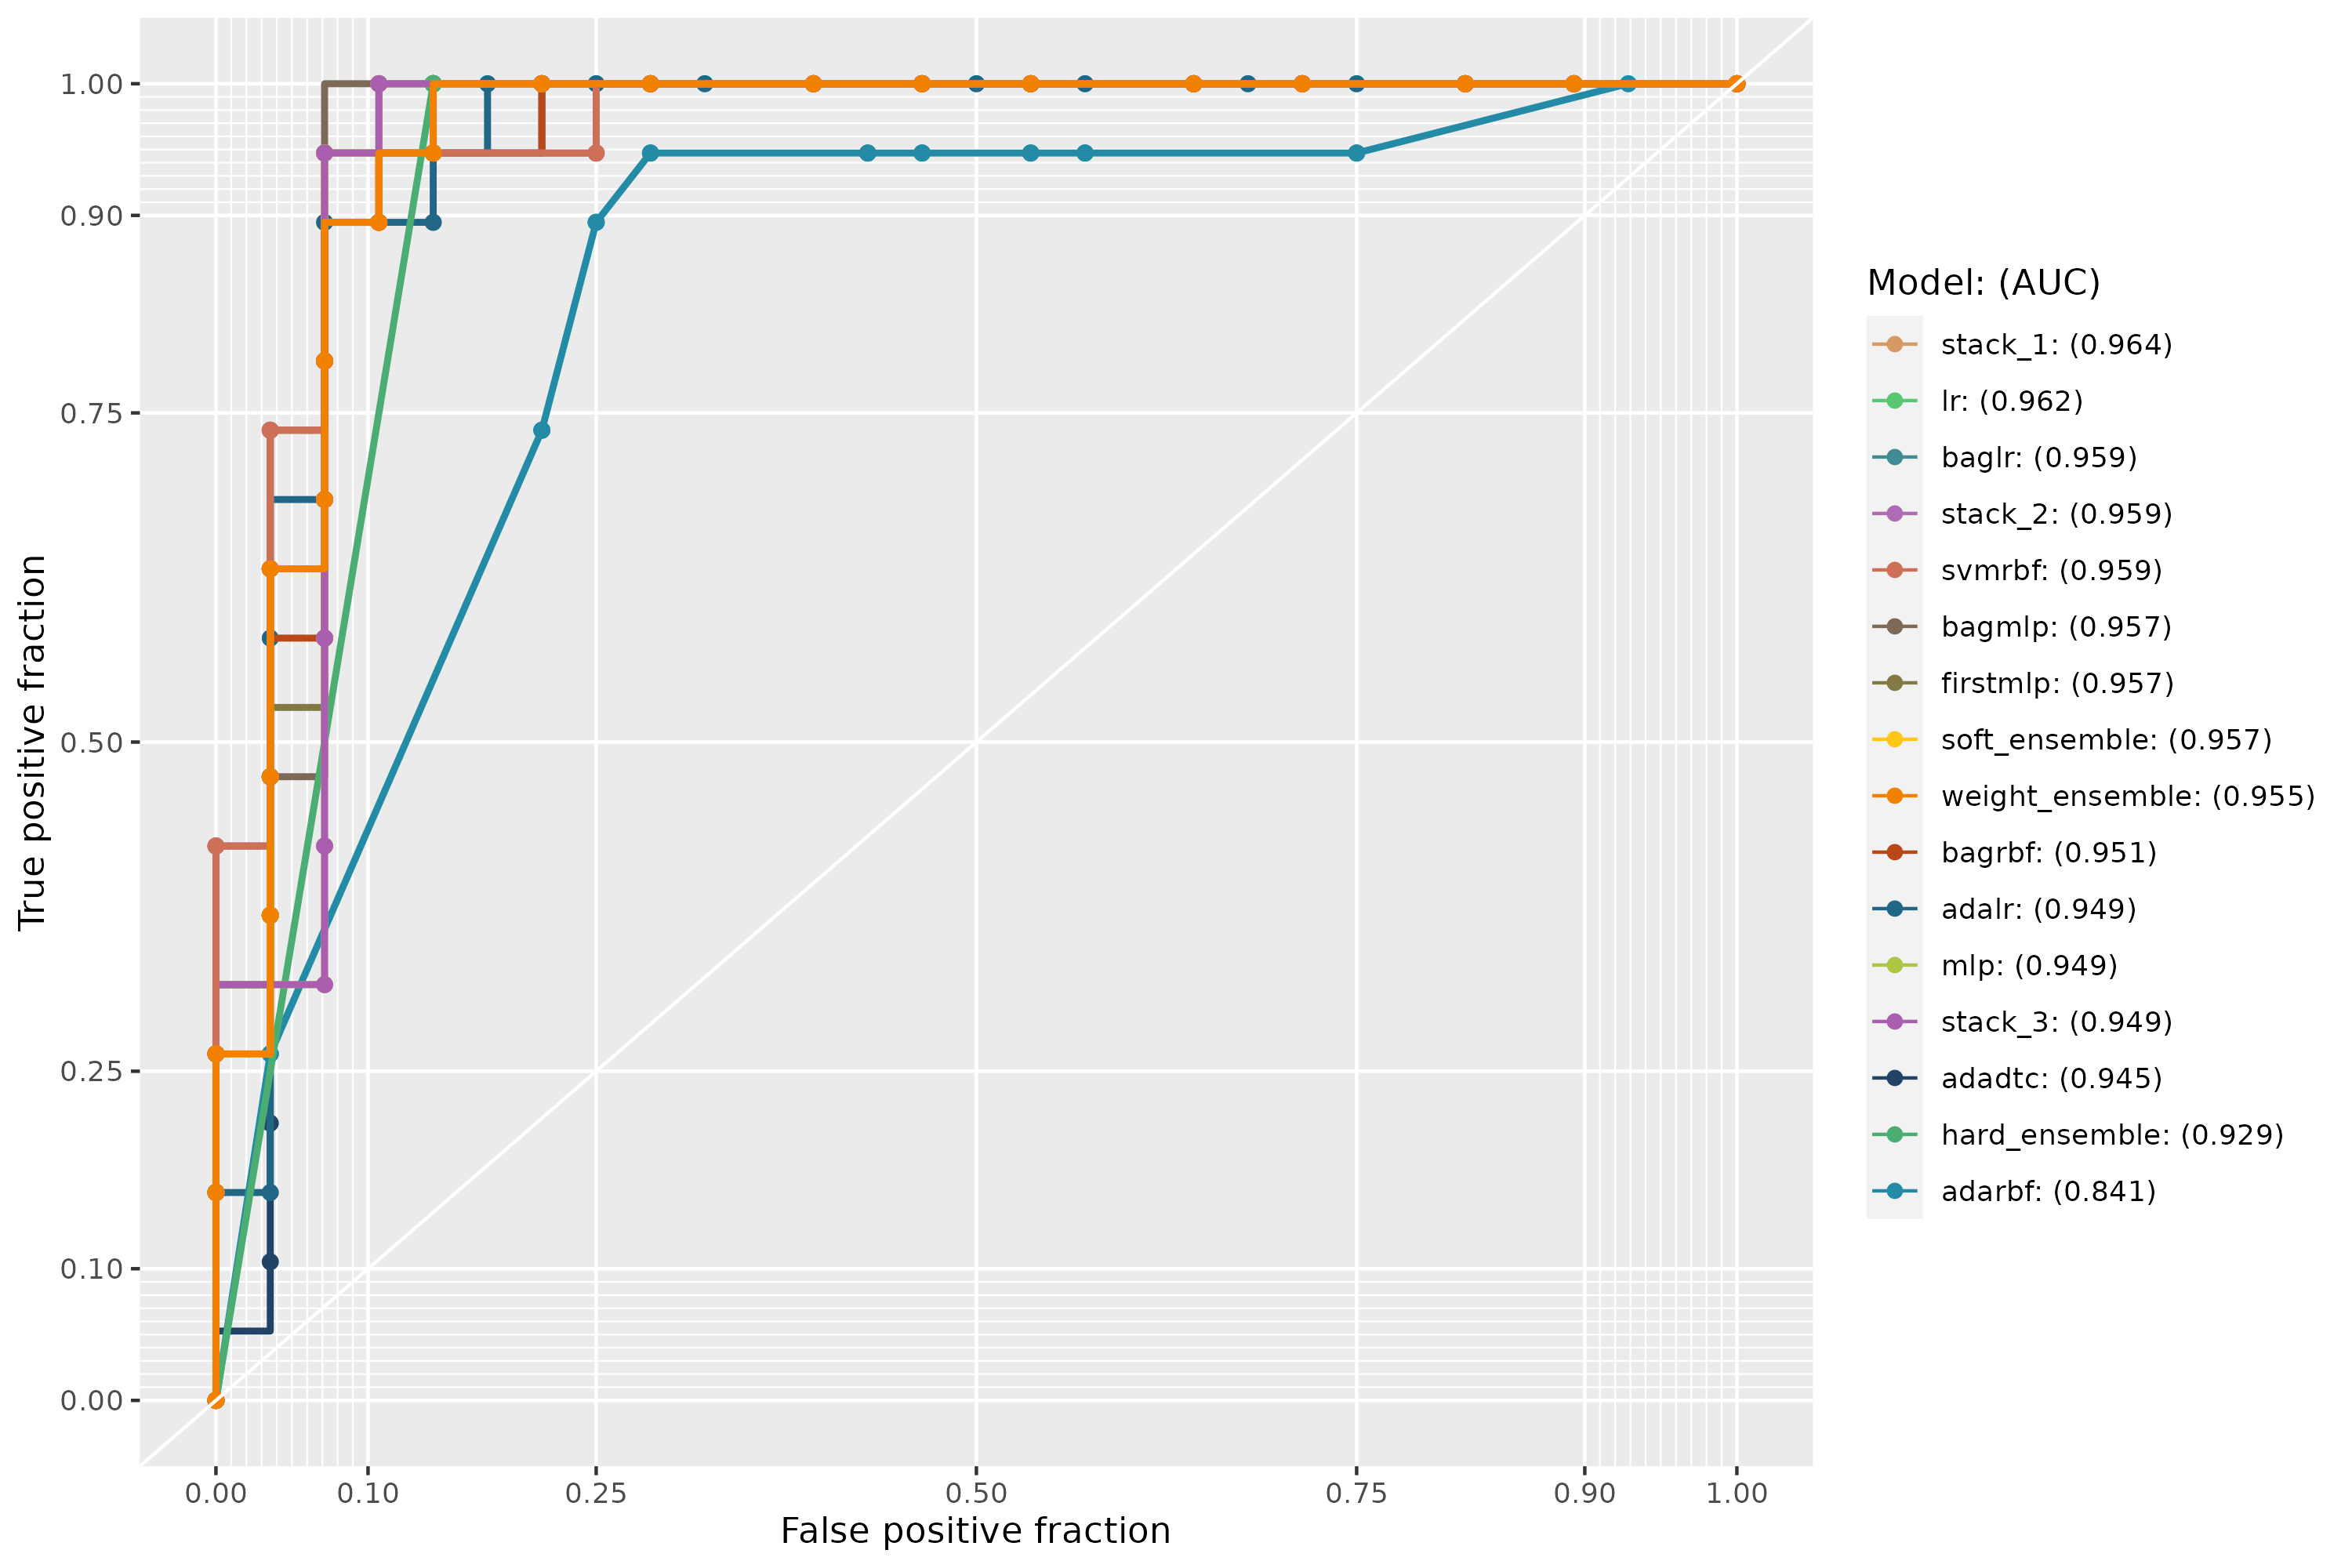 1.00
0.90
0.75
0.50
0.25
0.10
0.00
True positive fraction
0.00 0.10 0.25 0.50 0.75 0.90 1.00
False positive fraction
Model: (AUC)
stack_1: (0.964)
lr: (0.962)
baglr: (0.959)
stack_2: (0.959)
svmrbf: (0.959)
bagmlp: (0.957)
firstmlp: (0.957)
soft_ensemble: (0.957)
weight_ensemble: (0.955)
bagrbf: (0.951)
adalr: (0.949)
mlp: (0.949)
stack_3: (0.949)
adadtc: (0.945)
hard_ensemble: (0.929)
adarbf: (0.841)